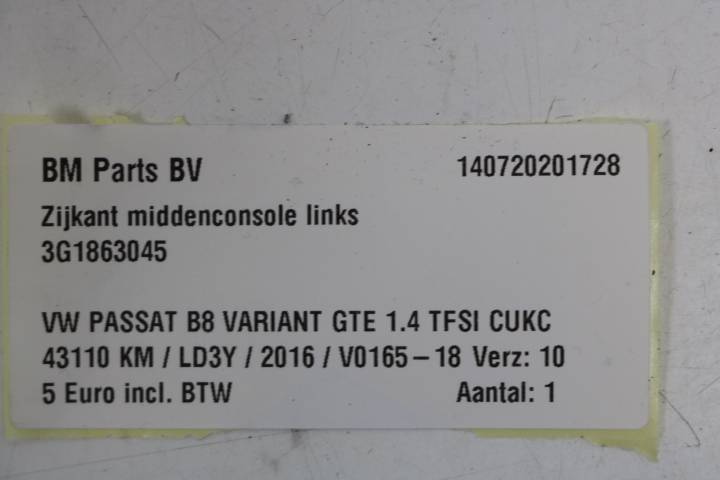 BM Parts BV 140720201728
Zijkant middenconsole links
3G1863045
VW PASSAT B8 VARIANT GTE 1.4 TFSI CUKC
43110 KM / LD3Y / 2016 / V0165-18 Verz: 10
5 Euro incl. BTW Aantal: 1